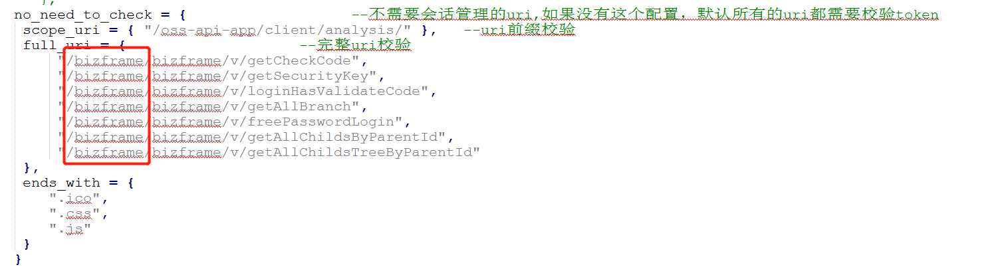 },
no_need_to_check = { --不需要会话管理的uri,如果没有这个配置，默认所有的uri都需要校验token
scope_uri = { "/oss-api-app/client/analysis/" }, --uri前缀校验
full_uri = { --完整uri校验
"/bizframe/bizframe/v/getCheckCode",
"/bizframe/bizframe/v/getSecurityKey",
"/bizframe/bizframe/v/loginHasValidateCode",
"/bizframe/bizframe/v/getAllBranch",
"/bizframe/bizframe/v/freePasswordLogin",
"/bizframe/bizframe/v/getAllChildsByParentId",
"/bizframe/bizframe/v/getAllChildsTreeByParentId"
},
ends_with = {
".ico",
".css",
".js"
}
}